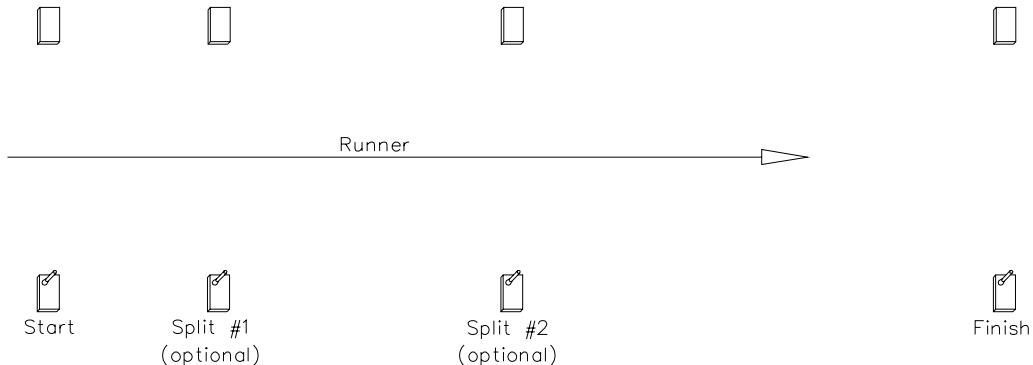 Runner
Start
Split #1
(optional)
Split #2
(optional)
Finish